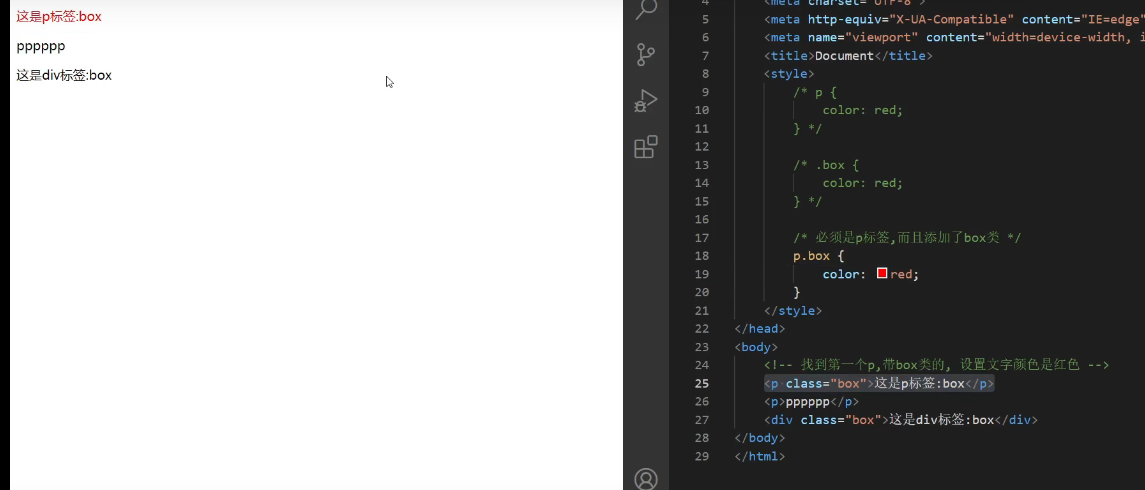 这是p标签:box
pppppp
这是div标签:box
4 <meta charset="UTF-8">
5 <meta http-equiv="X-UA-Compatible" content="IE=edge"
6 <meta name="viewport" content="width=device-width, i
7 <title>Document</title>
8 <style>
9 /* p {
10 color: red;
11 } */
12
13 /* .box {
14 color: red;
15 } */
16
17 /* 必须是p标签,而且添加了box类 */
18 p.box {
19 color: red;
20 }
21 </style>
22 </head>
23 <body>
24 <!-- 找到第一个p,带box类的, 设置文字颜色是红色 -->
25 <p class="box">这是p标签:box</p>
26 <p>pppppp</p>
27 <div class="box">这是div标签:box</div>
28 </body>
29 </html>